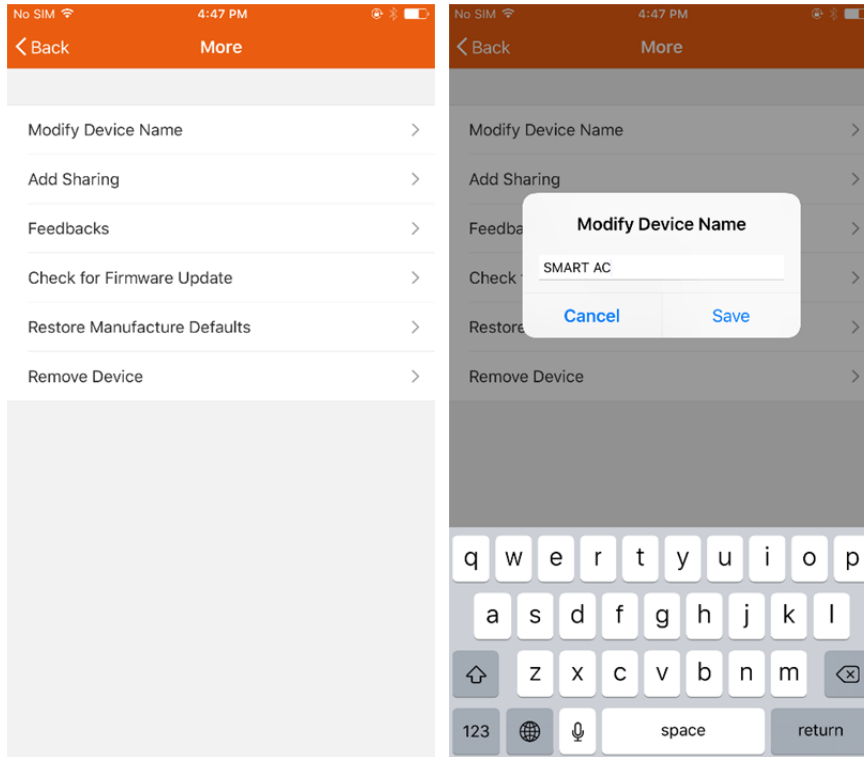 No SIM 4:47 PM
Back More
Modify Device Name
Add Sharing
Feedbacks
Check for Firmware Update
Restore Manufacture Defaults
Remove Device
No SIM 4:47 PM
Back More
Modify Device Name
Add Sharing
Feedba
Check
Restore
Remove Device
Modify Device Name
SMART AC
Cancel Save
q w e r t y u i o p
a s d f g h j k l
z x c v b n m
123 space return